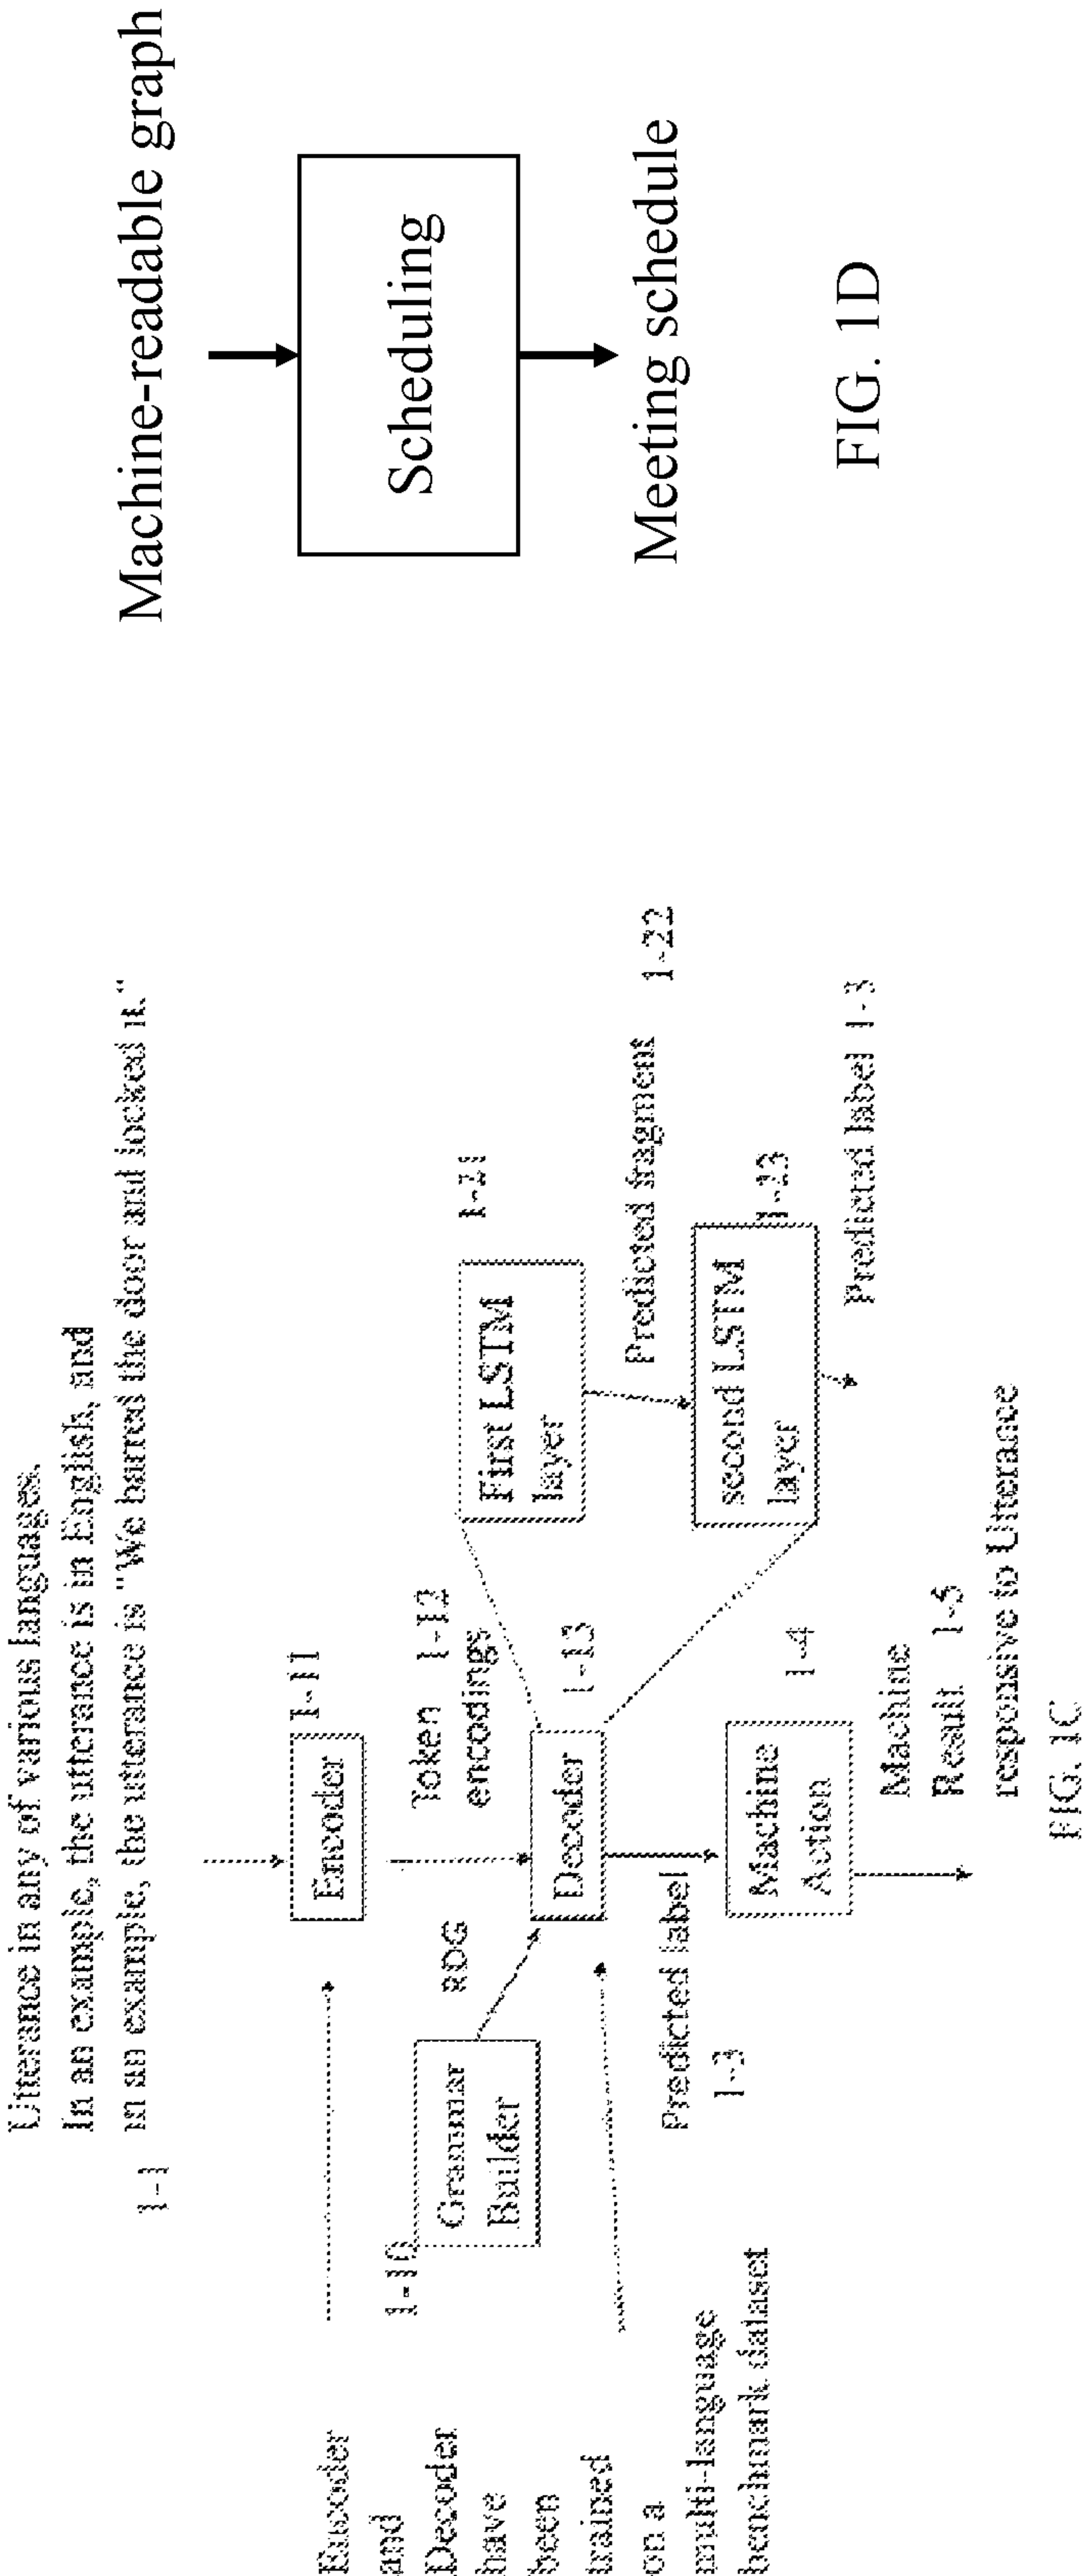 Utterance in any of various languages.
In an example, the utterance is in English, and
in an example, the utterance is "We barred the door and locked it."
1-1
Encoder
1-11
Encoder
and
Decoder
have
been
trained
on a
multi-language
benchmark dataset
1-10
Grammar
Builder
RDG
Token 1-12
encodings
Decoder
1-13
First LSTM
layer
1-21
Predicted fragment
1-22
second LSTM
layer
1-23
Predicted label 1-3
Predicted label
1-3
Machine
Action
1-4
Machine
Result 1-5
responsive to Utterance
FIG. 1C
Machine-readable graph
Scheduling
Meeting schedule
FIG. 1D